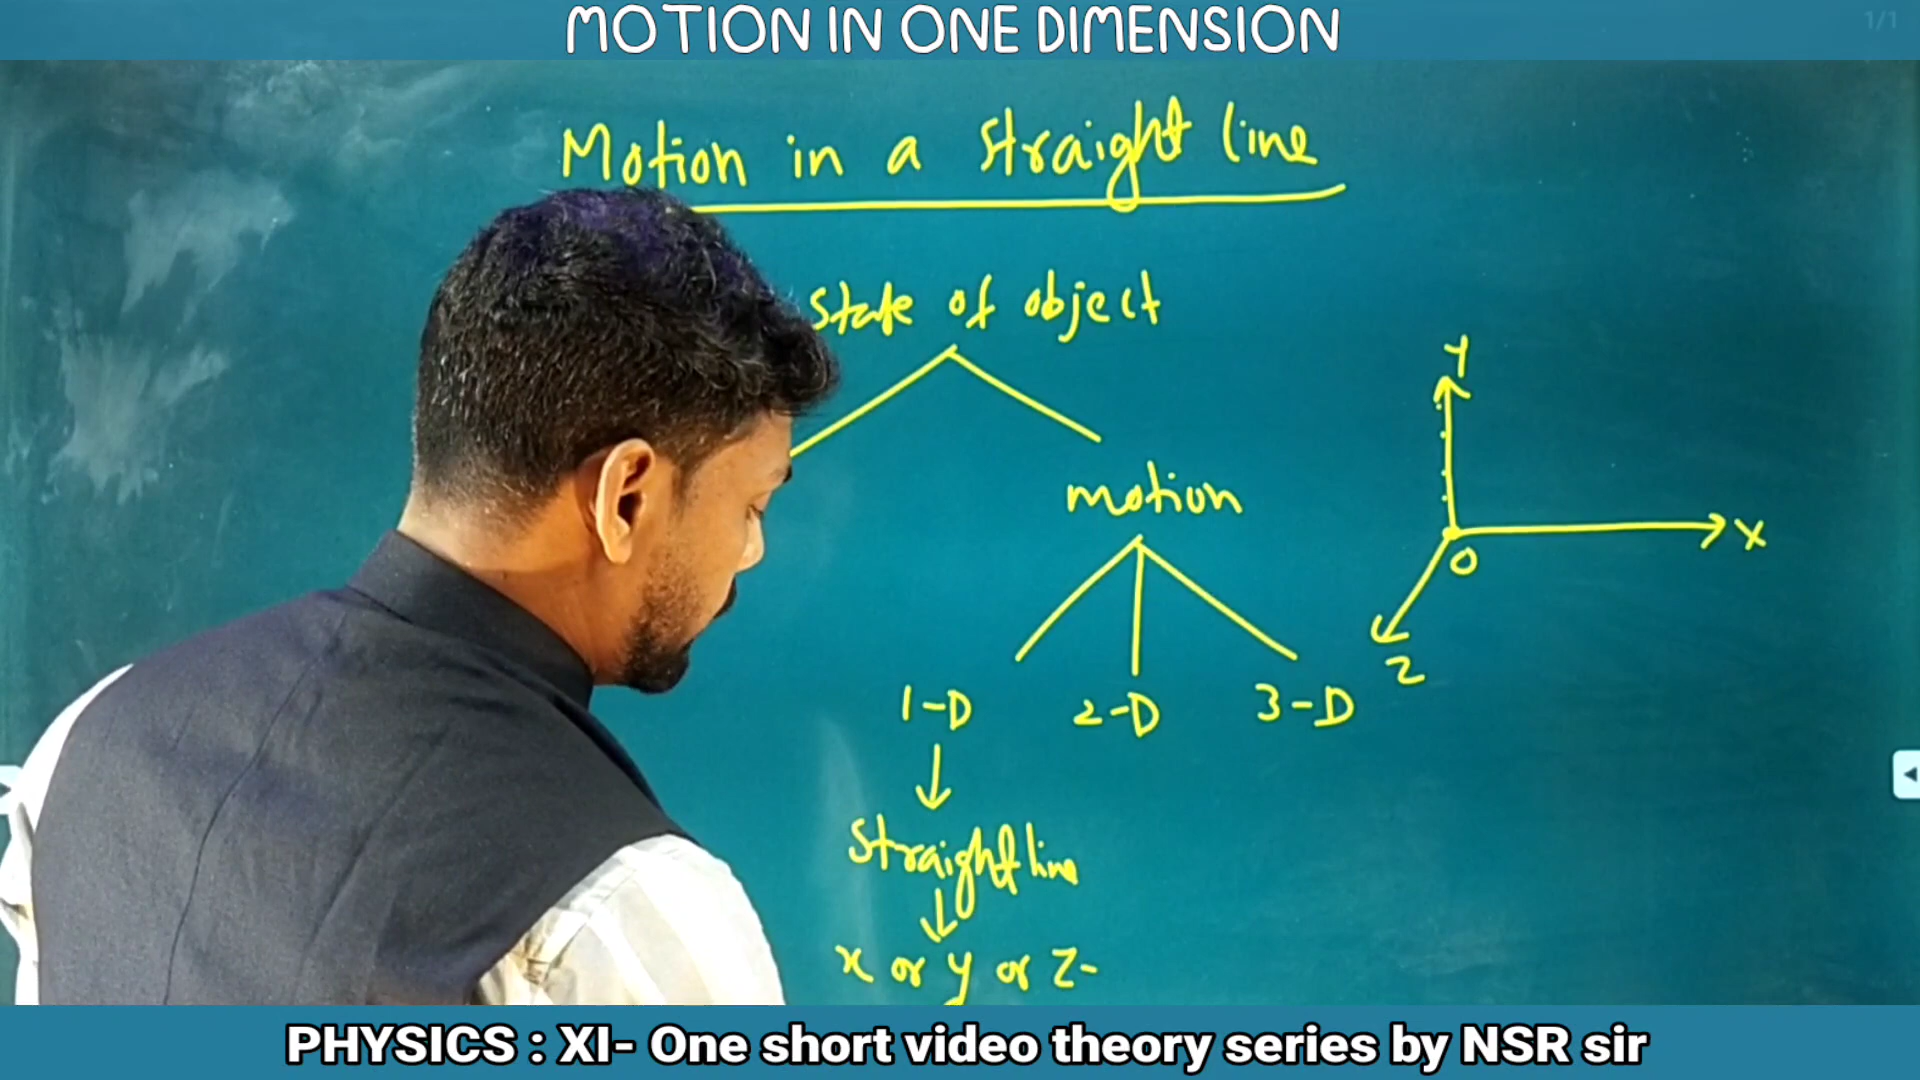 MOTION IN ONE DIMENSION
1/1
Motion in a straight line
state of object
motion
1-D 2-D 3-D
straight line
x or y or z-
Y
X
O
Z
PHYSICS : XI- One short video theory series by NSR sir